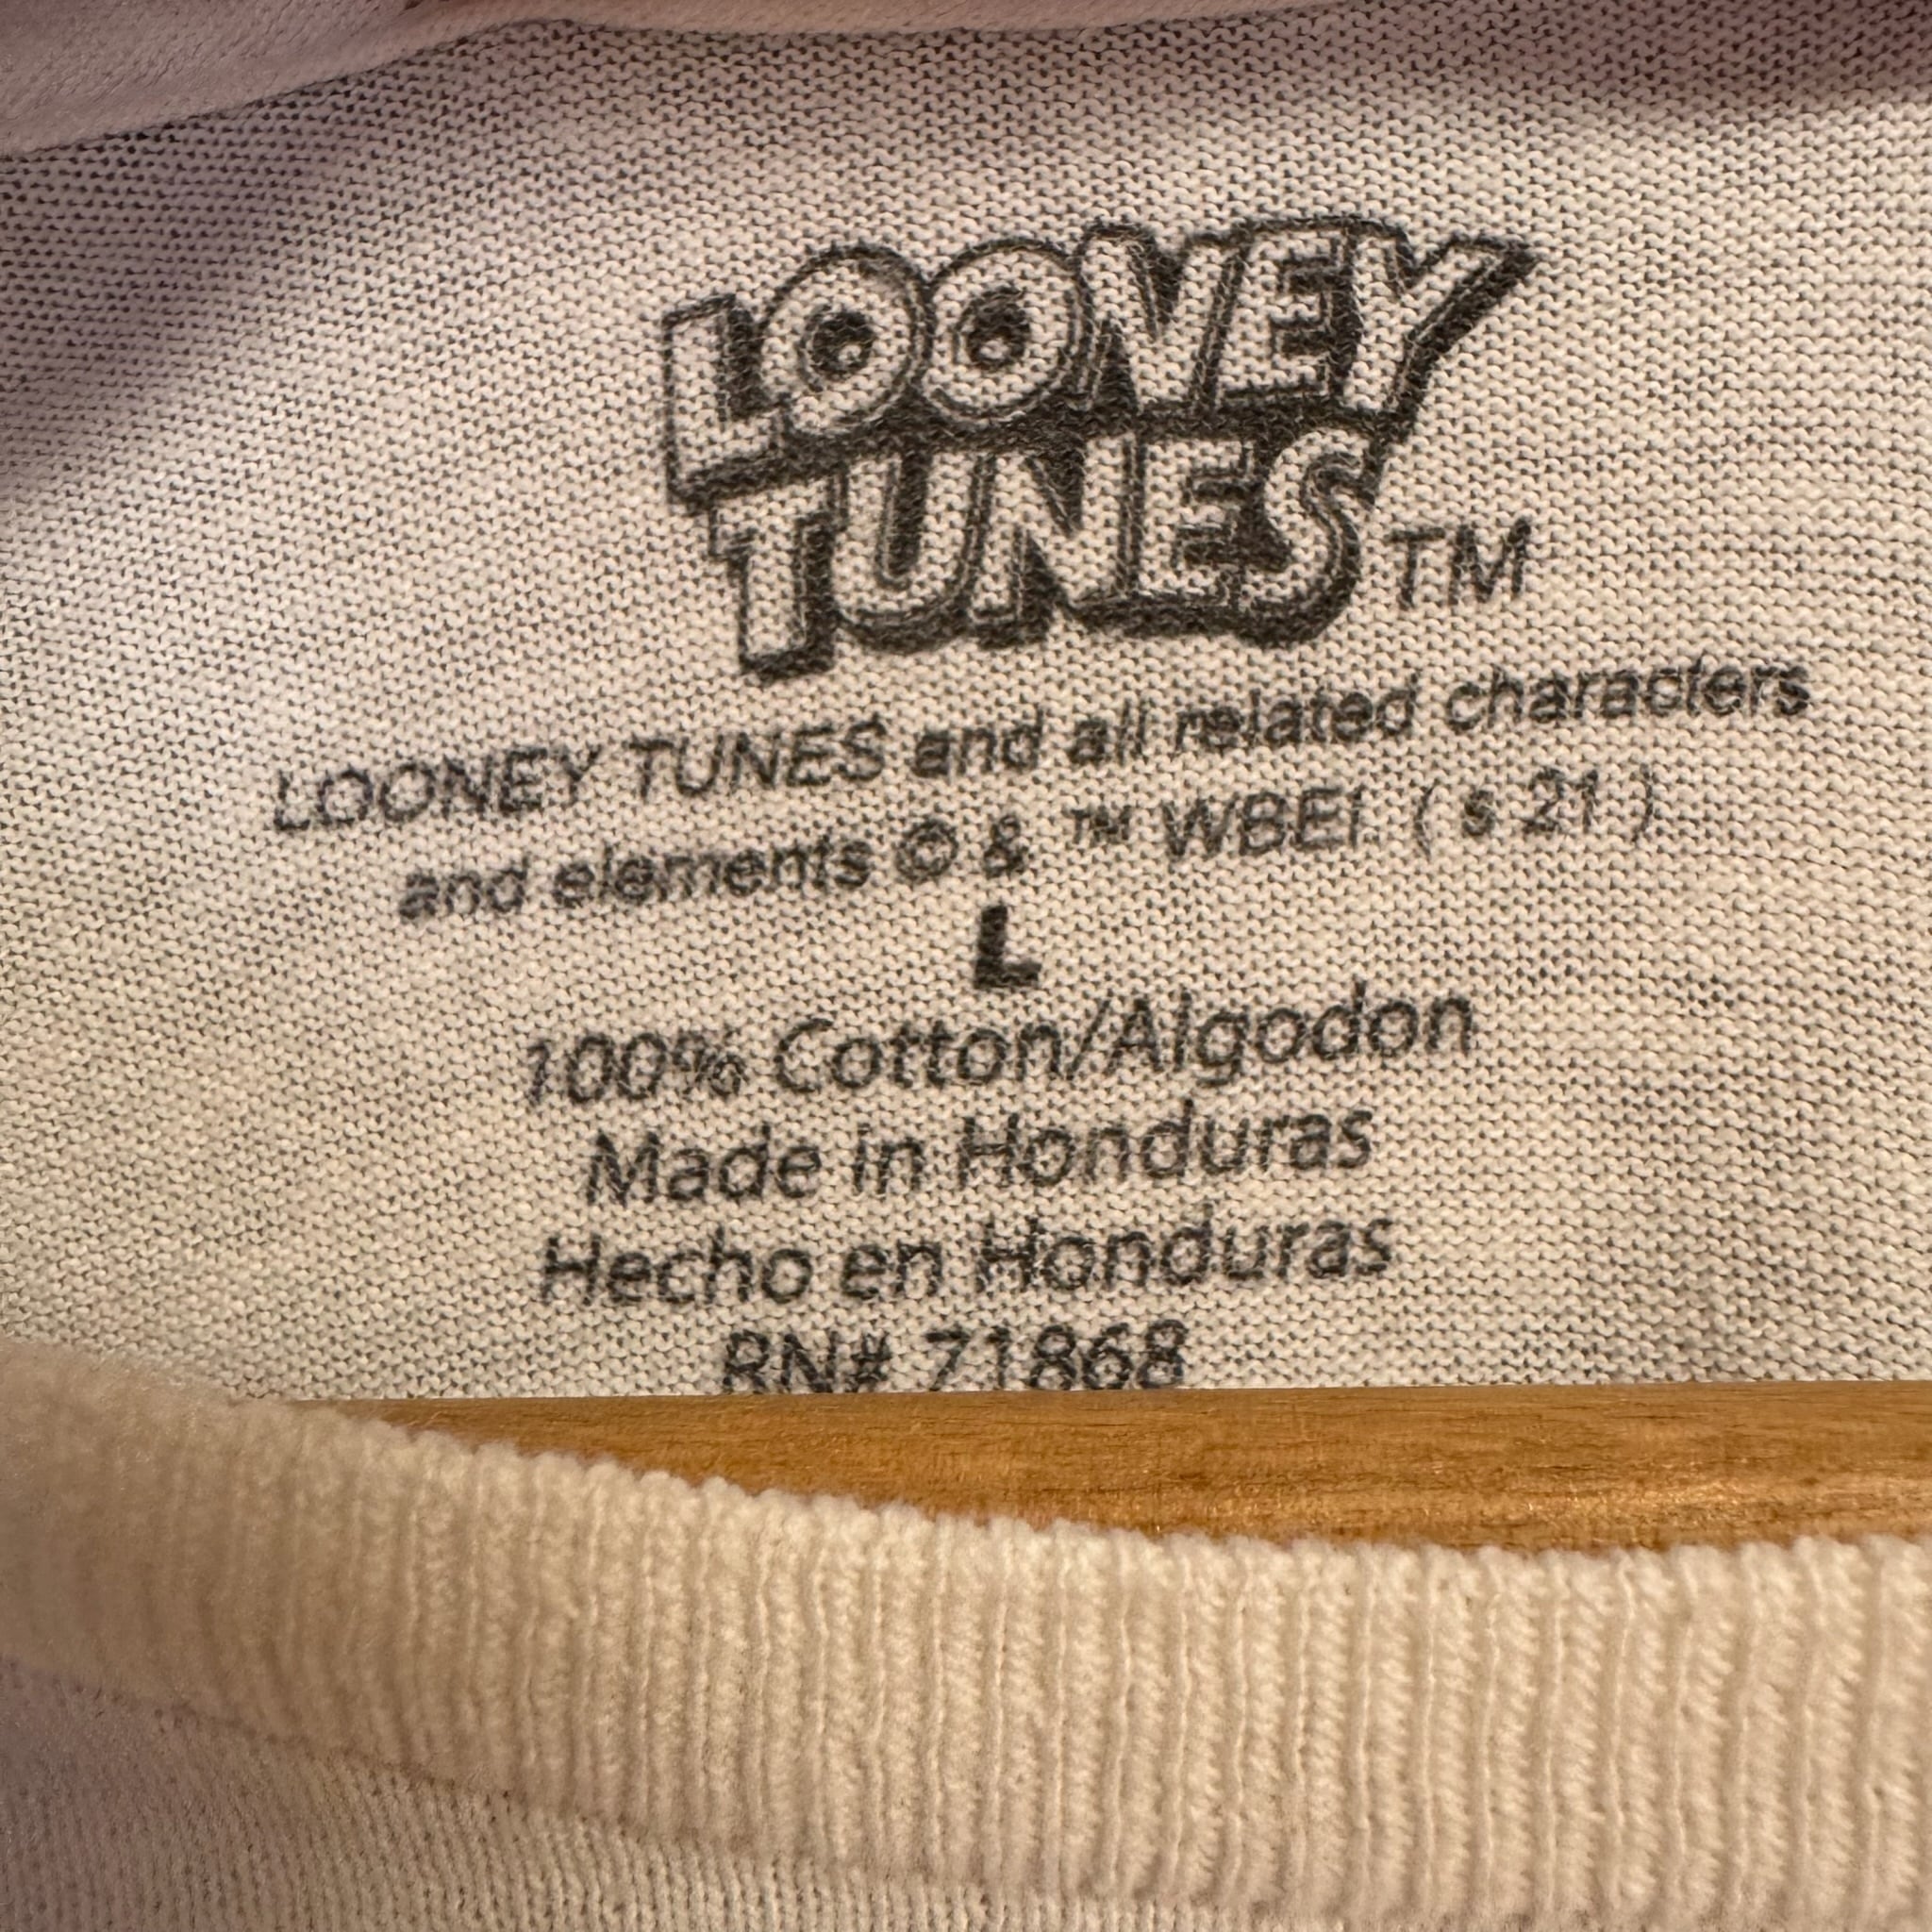 LOONEY
TUNES TM
LOONEY TUNES and all related characters
and elements © & ™ WBEI. ( s 21 )
L
100% Cotton/Algodon
Made in Honduras
Hecho en Honduras
RN# 71868